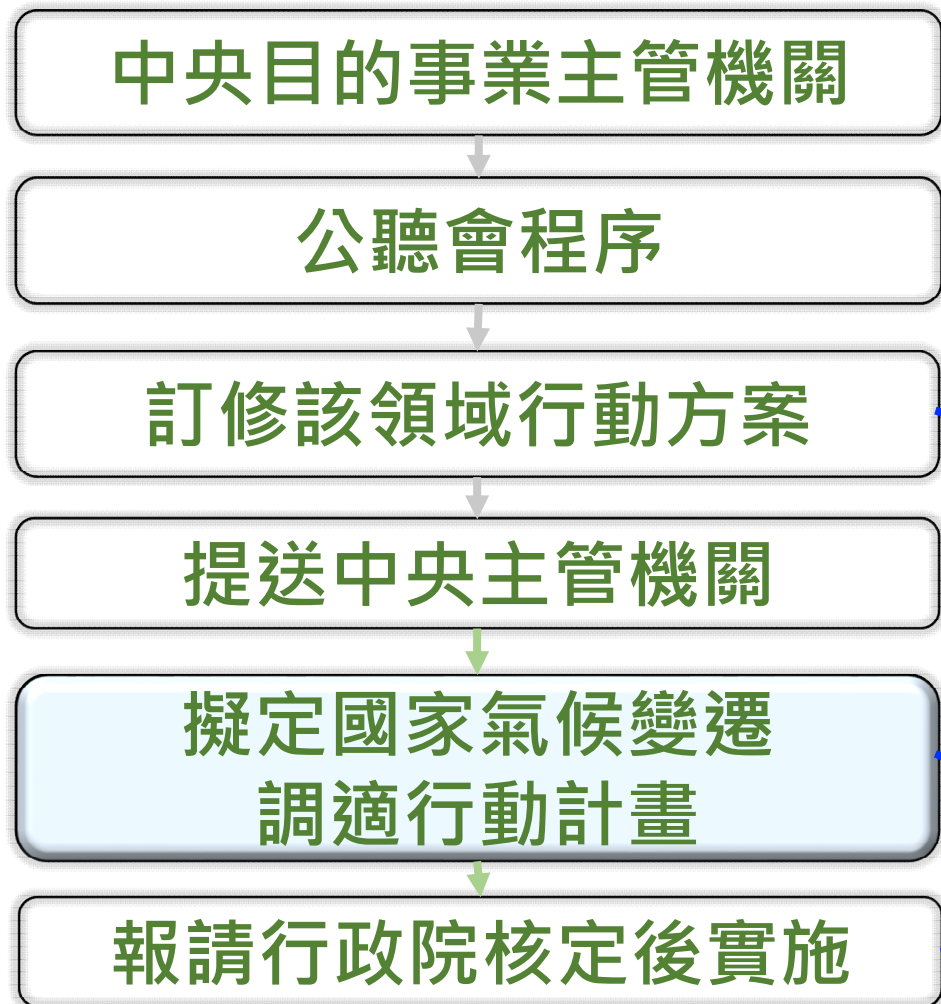 中央目的事業主管機關
公聽會程序
訂修該領域行動方案
提送中央主管機關
擬定國家氣候變遷
調適行動計畫
報請行政院核定後實施